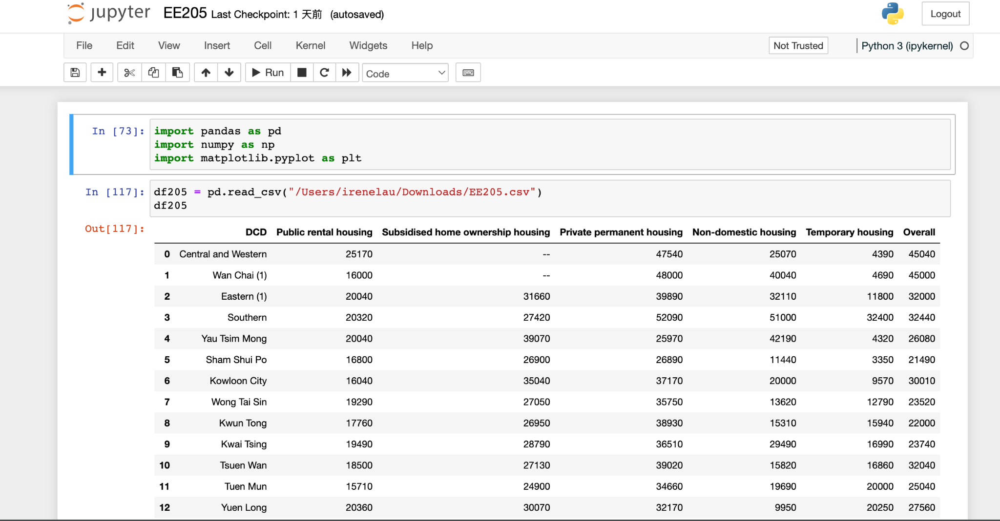 jupyter EE205 Last Checkpoint: 1 天前 (autosaved) Logout
File Edit View Insert Cell Kernel Widgets Help Not Trusted Python 3 (ipykernel)
Run Code
In [73]: import pandas as pd
import numpy as np
import matplotlib.pyplot as plt
In [117]: df205 = pd.read_csv("/Users/irenelau/Downloads/EE205.csv")
df205
Out[117]:
DCD Public rental housing Subsidised home ownership housing Private permanent housing Non-domestic housing Temporary housing Overall
0 Central and Western 25170 -- 47540 25070 4390 45040
1 Wan Chai (1) 16000 -- 48000 40040 4690 45000
2 Eastern (1) 20040 31660 39890 32110 11800 32000
3 Southern 20320 27420 52090 51000 32400 32440
4 Yau Tsim Mong 20040 39070 25970 42190 4320 26080
5 Sham Shui Po 16800 26900 26890 11440 3350 21490
6 Kowloon City 16040 35040 37170 20000 9570 30010
7 Wong Tai Sin 19290 27050 35750 13620 12790 23520
8 Kwun Tong 17760 26950 38930 15310 15940 22000
9 Kwai Tsing 19490 28790 36510 29490 16990 23740
10 Tsuen Wan 18500 27130 39020 15820 16860 32040
11 Tuen Mun 15710 24900 34660 19690 20000 25040
12 Yuen Long 20360 30070 32170 9950 20250 27560